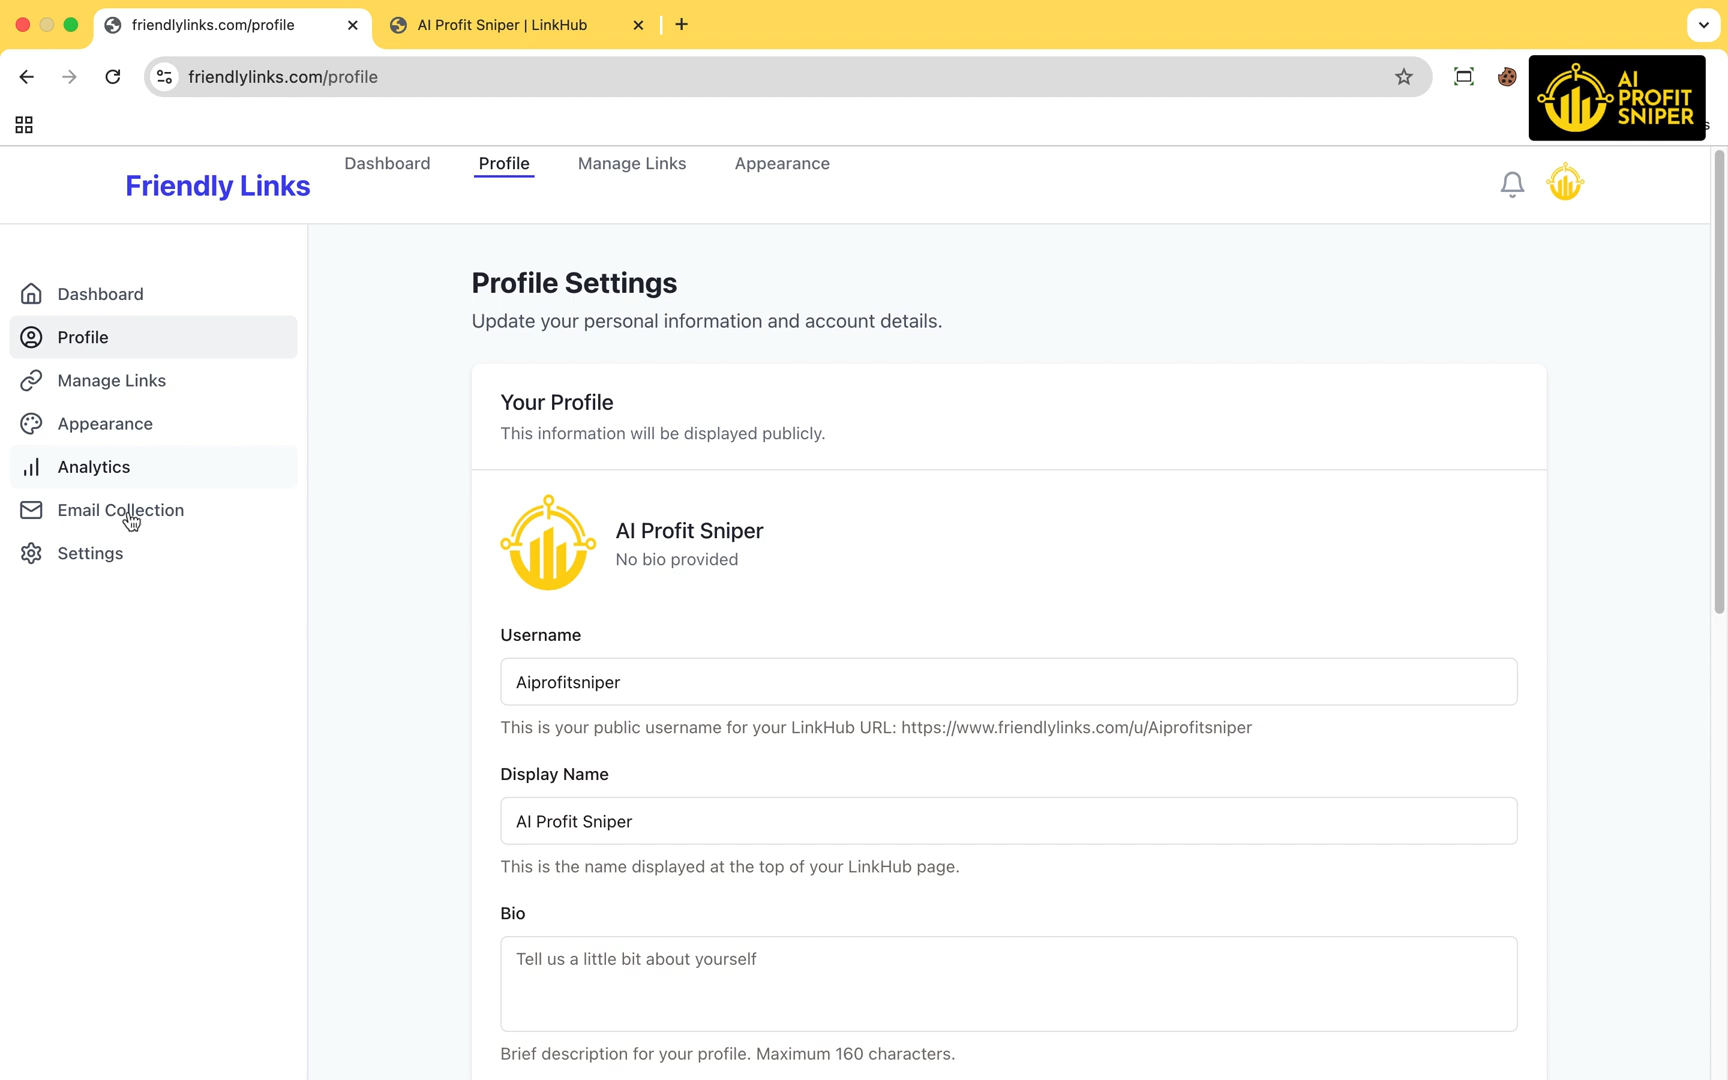 friendlylinks.com/profile
AI Profit Sniper | LinkHub
friendlylinks.com/profile
AI
PROFIT
SNIPER
Friendly Links
Dashboard
Profile
Manage Links
Appearance
Dashboard
Profile
Manage Links
Appearance
Analytics
Email Collection
Settings
Profile Settings
Update your personal information and account details.
Your Profile
This information will be displayed publicly.
AI Profit Sniper
No bio provided
Username
Aiprofitsniper
This is your public username for your LinkHub URL: https://www.friendlylinks.com/u/Aiprofitsniper
Display Name
AI Profit Sniper
This is the name displayed at the top of your LinkHub page.
Bio
Tell us a little bit about yourself
Brief description for your profile. Maximum 160 characters.